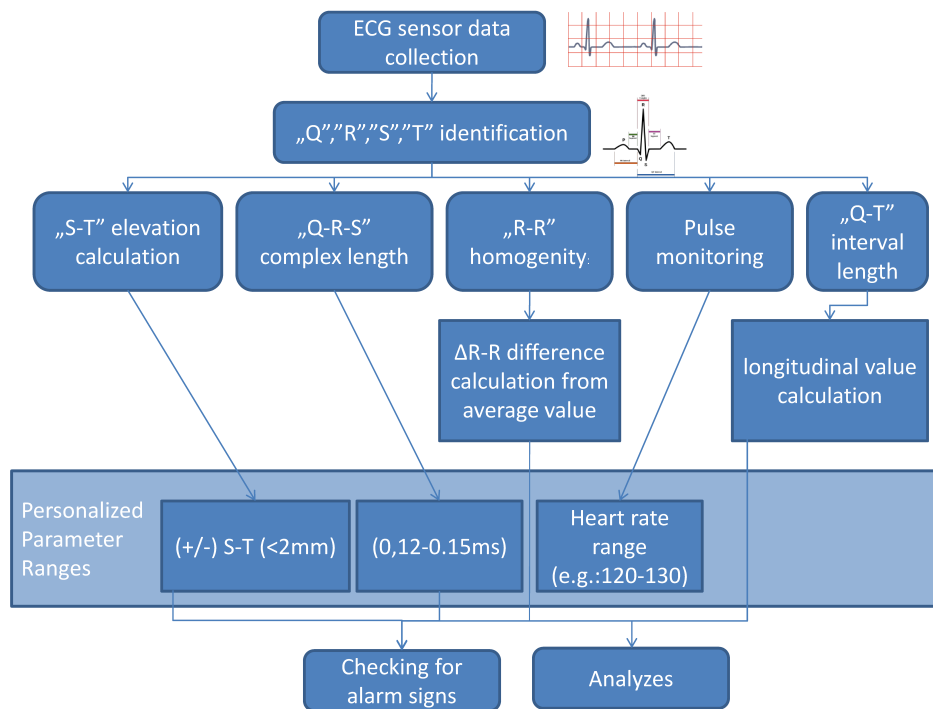 ECG sensor data
collection
„Q”,”R”,”S”,”T” identification
R
P
T
Q
S
„S-T” elevation
calculation
„Q-R-S”
complex length
„R-R”
homogenity
Pulse
monitoring
„Q-T”
interval
length
ΔR-R difference
calculation from
average value
longitudinal value
calculation
Personalized
Parameter
Ranges
(+/-) S-T (<2mm)
(0,12-0.15ms)
Heart rate
range
(e.g.:120-130)
Checking for
alarm signs
Analyzes